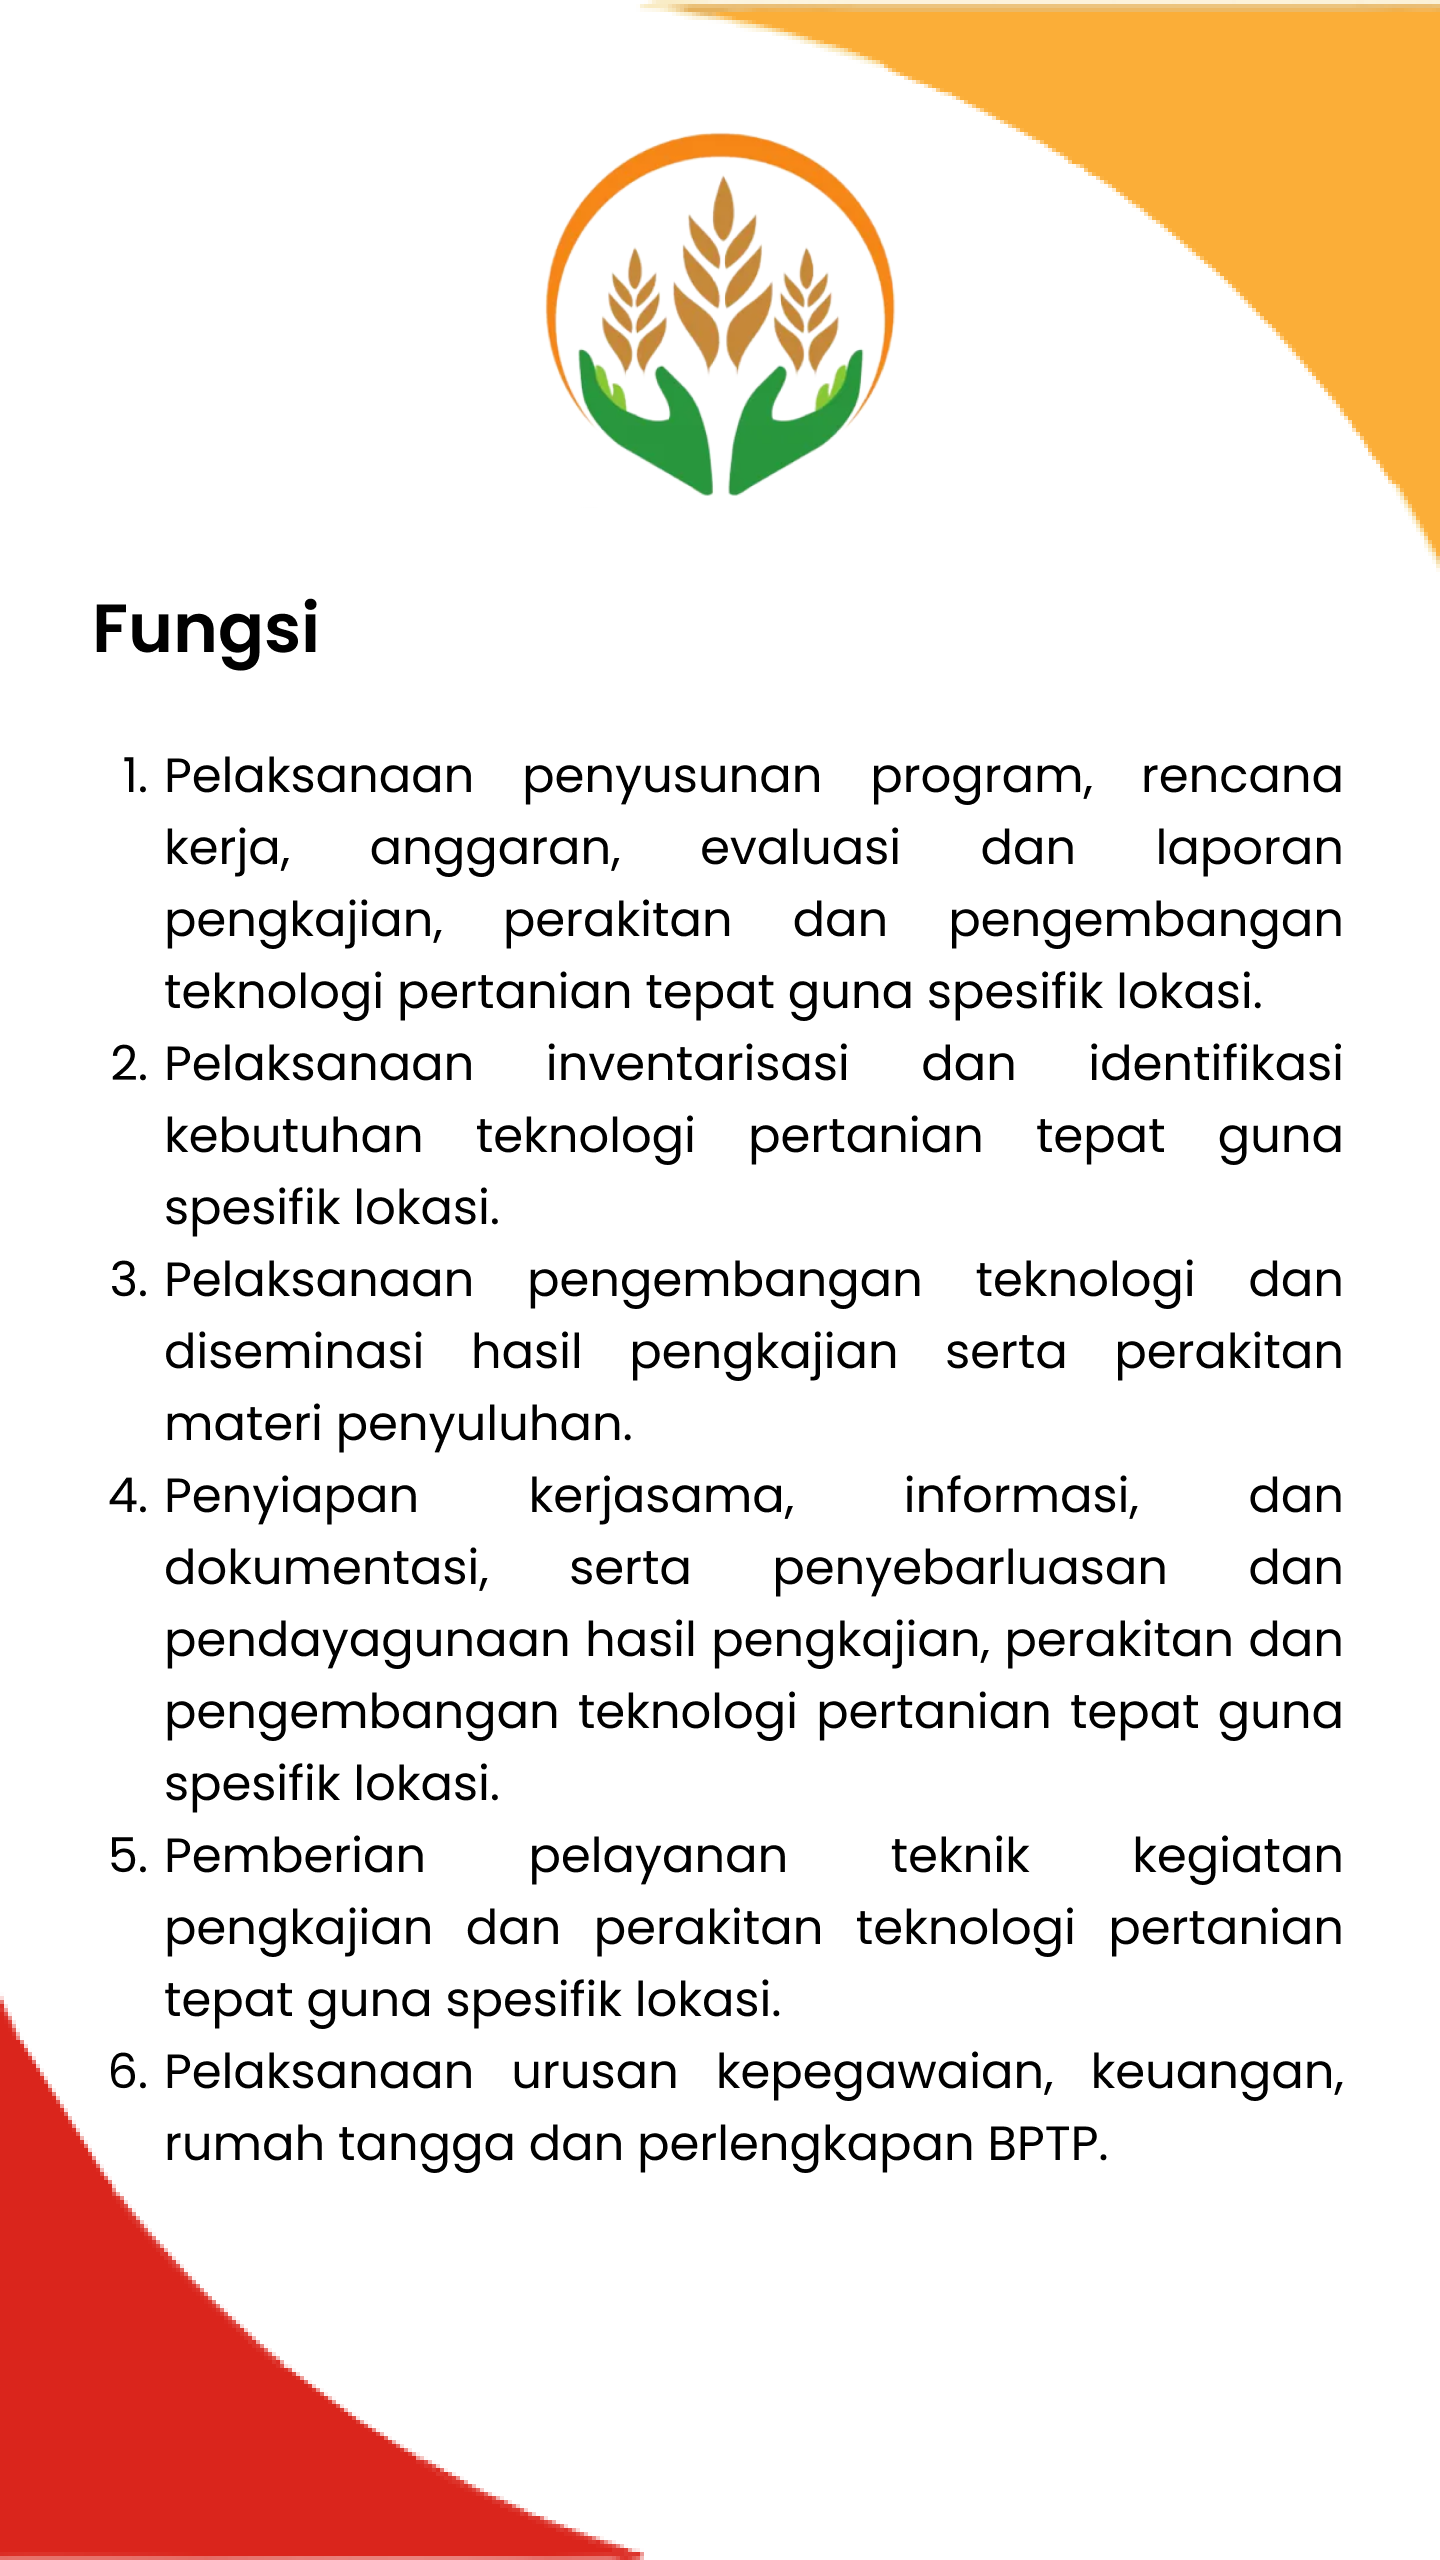 Fungsi
1. Pelaksanaan penyusunan program, rencana
kerja, anggaran, evaluasi dan laporan
pengkajian, perakitan dan pengembangan
teknologi pertanian tepat guna spesifik lokasi.
2. Pelaksanaan inventarisasi dan identifikasi
kebutuhan teknologi pertanian tepat guna
spesifik lokasi.
3. Pelaksanaan pengembangan teknologi dan
diseminasi hasil pengkajian serta perakitan
materi penyuluhan.
4. Penyiapan kerjasama, informasi, dan
dokumentasi, serta penyebarluasan dan
pendayagunaan hasil pengkajian, perakitan dan
pengembangan teknologi pertanian tepat guna
spesifik lokasi.
5. Pemberian pelayanan teknik kegiatan
pengkajian dan perakitan teknologi pertanian
tepat guna spesifik lokasi.
6. Pelaksanaan urusan kepegawaian, keuangan,
rumah tangga dan perlengkapan BPTP.